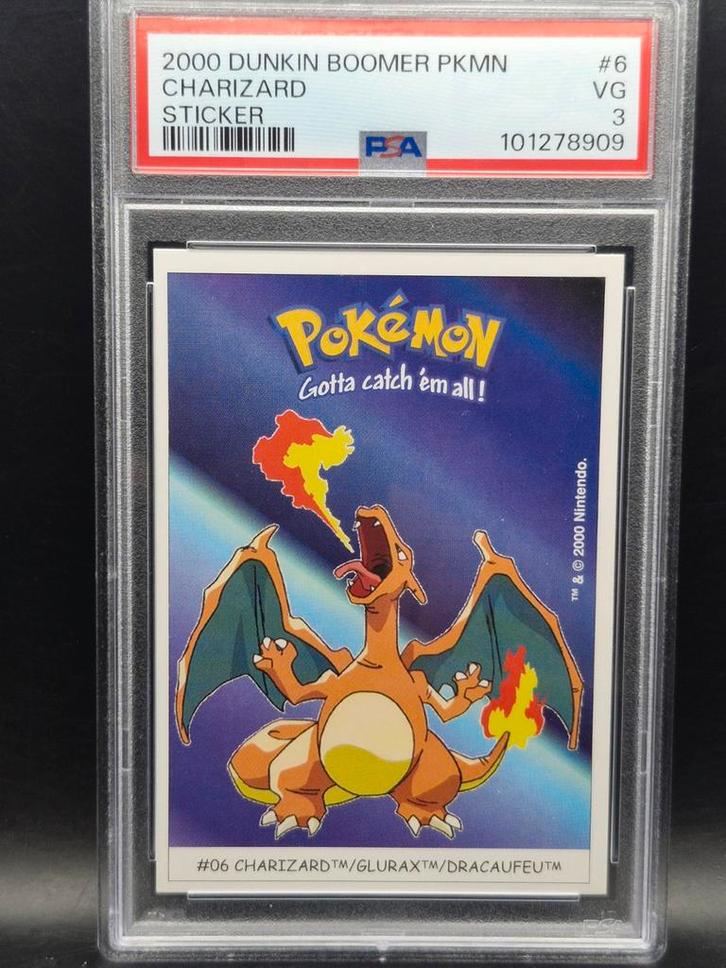 2000 DUNKIN BOOMER PKMN #6
CHARIZARD VG
STICKER 3
PSA 101278909
POKéMON
Gotta catch 'em all!
™ & © 2000 Nintendo.
#06 CHARIZARD™/GLURAX™/DRACAUFEU™
PSA